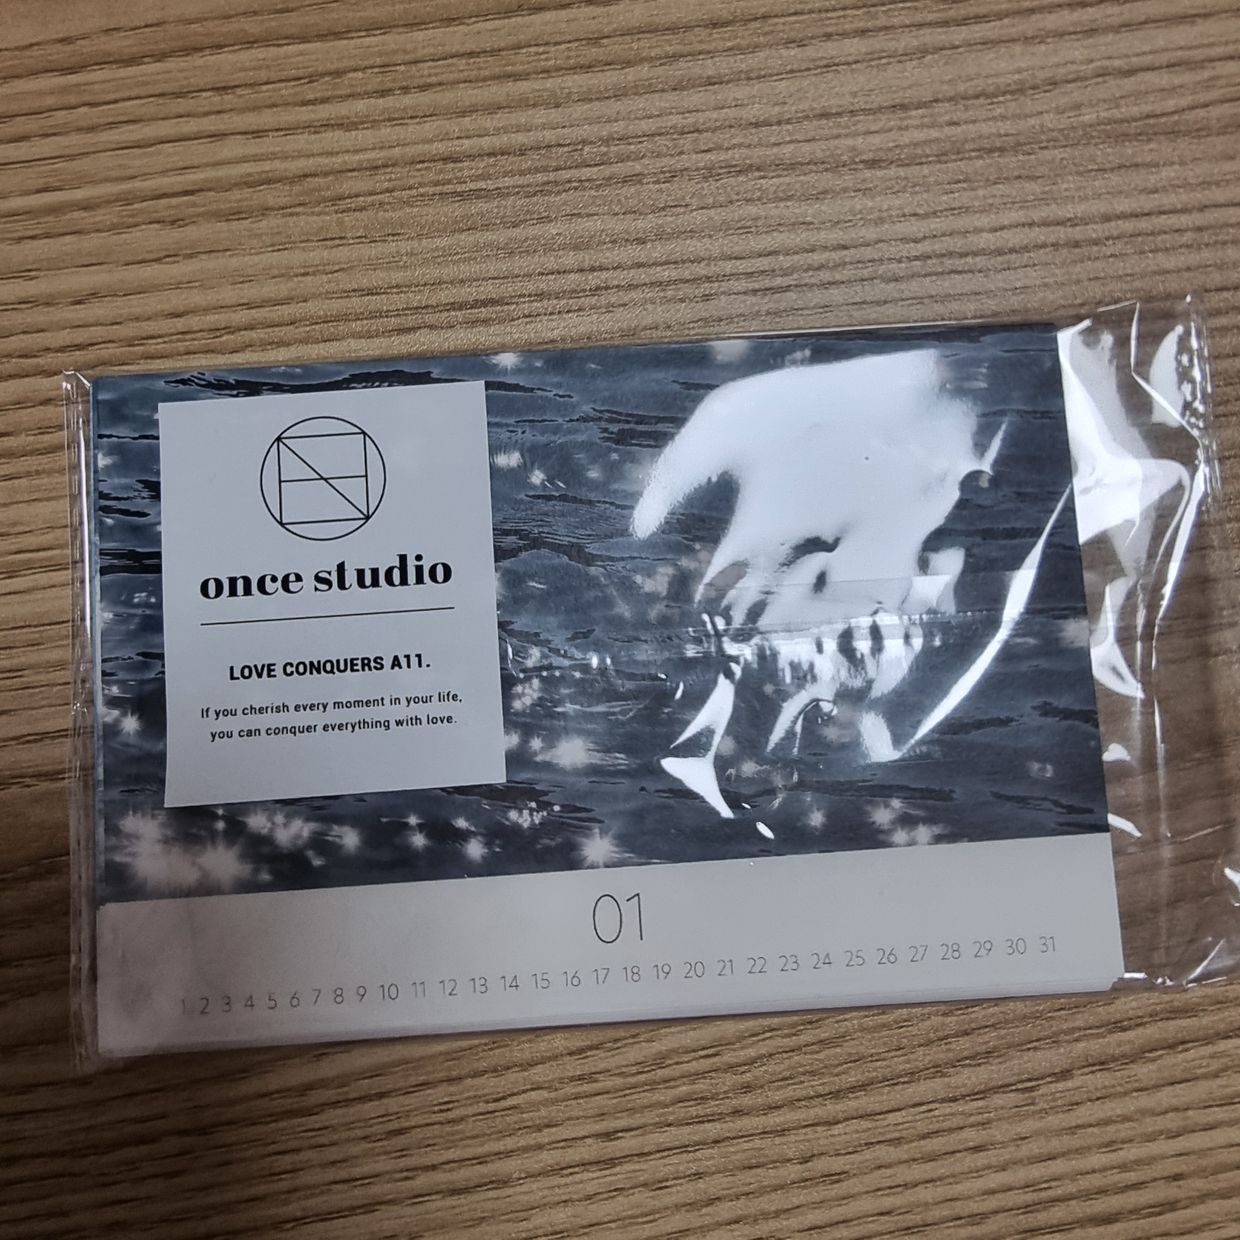 once studio
LOVE CONQUERS A11.
If you cherish every moment in your life,
you can conquer everything with love.
01
1 2 3 4 5 6 7 8 9 10 11 12 13 14 15 16 17 18 19 20 21 22 23 24 25 26 27 28 29 30 31